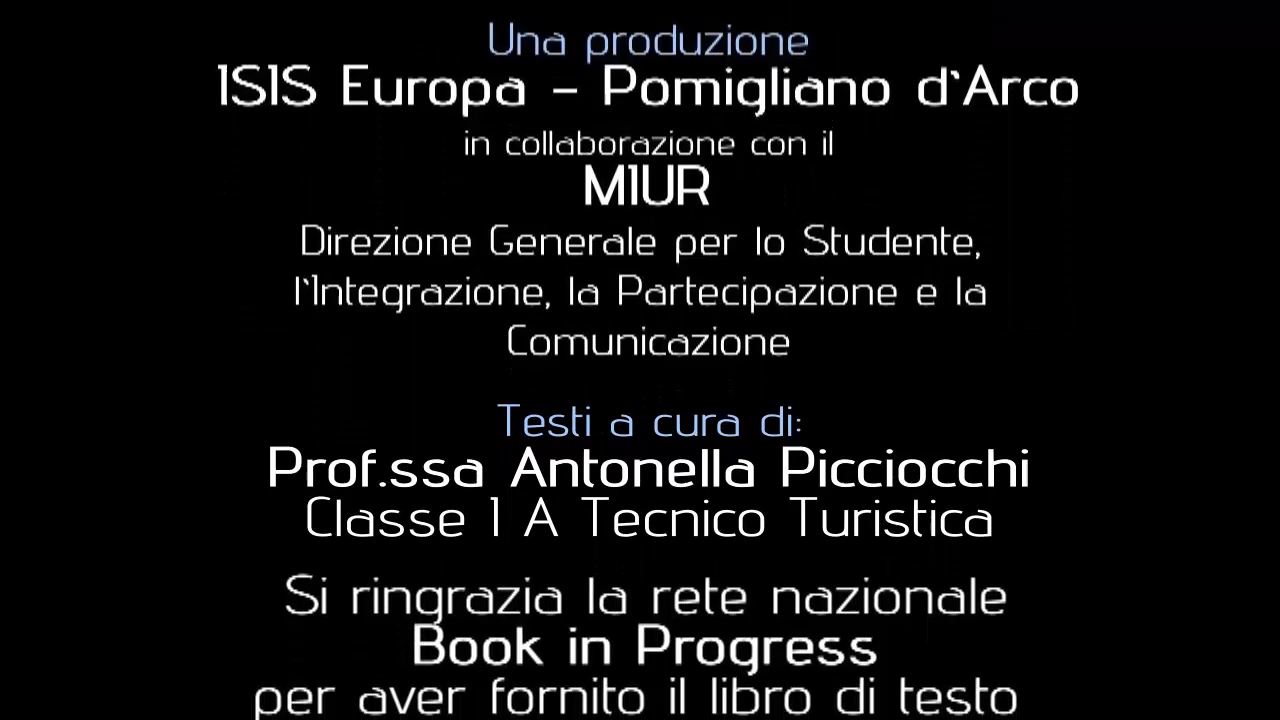 Una produzione
ISIS Europa - Pomigliano d'Arco
in collaborazione con il
MIUR
Direzione Generale per lo Studente,
l'Integrazione, la Partecipazione e la
Comunicazione
Testi a cura di:
Prof.ssa Antonella Picciocchi
Classe 1 A Tecnico Turistica
Si ringrazia la rete nazionale
Book in Progress
per aver fornito il libro di testo